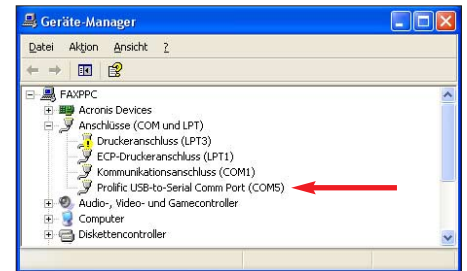 Geräte-Manager
Datei Aktion Ansicht ?
FAXPPC
Acronis Devices
Anschlüsse (COM und LPT)
Druckeranschluss (LPT3)
ECP-Druckeranschluss (LPT1)
Kommunikationsanschluss (COM1)
Prolific USB-to-Serial Comm Port (COM5)
Audio-, Video- und Gamecontroller
Computer
Diskettencontroller